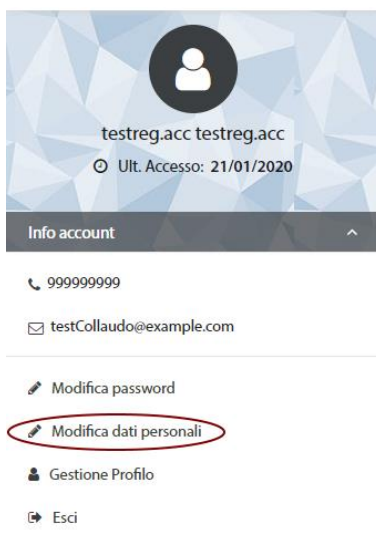 testreg.acc testreg.acc
Ult. Accesso: 21/01/2020
Info account
999999999
testCollaudo@example.com
Modifica password
Modifica dati personali
Gestione Profilo
Esci